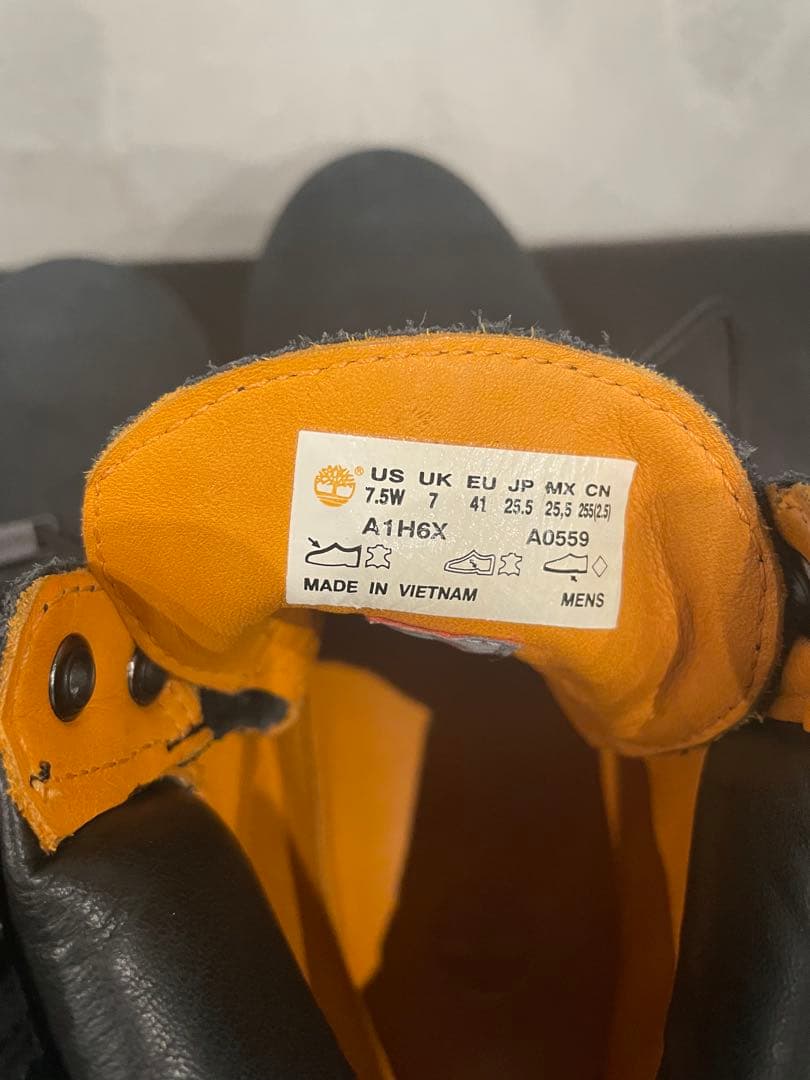 ® US UK EU JP MX CN
7.5W 7 41 25.5 25,5 255(2.5)
A1H6X A0559
MADE IN VIETNAM MENS